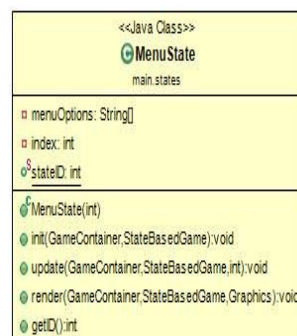 <<Java Class>>
MenuState
main.states
menuOptions: String[]
index: int
stateID: int
MenuState(int)
init(GameContainer,StateBasedGame):void
update(GameContainer,StateBasedGame,int):void
render(GameContainer,StateBasedGame,Graphics):void
getID():int